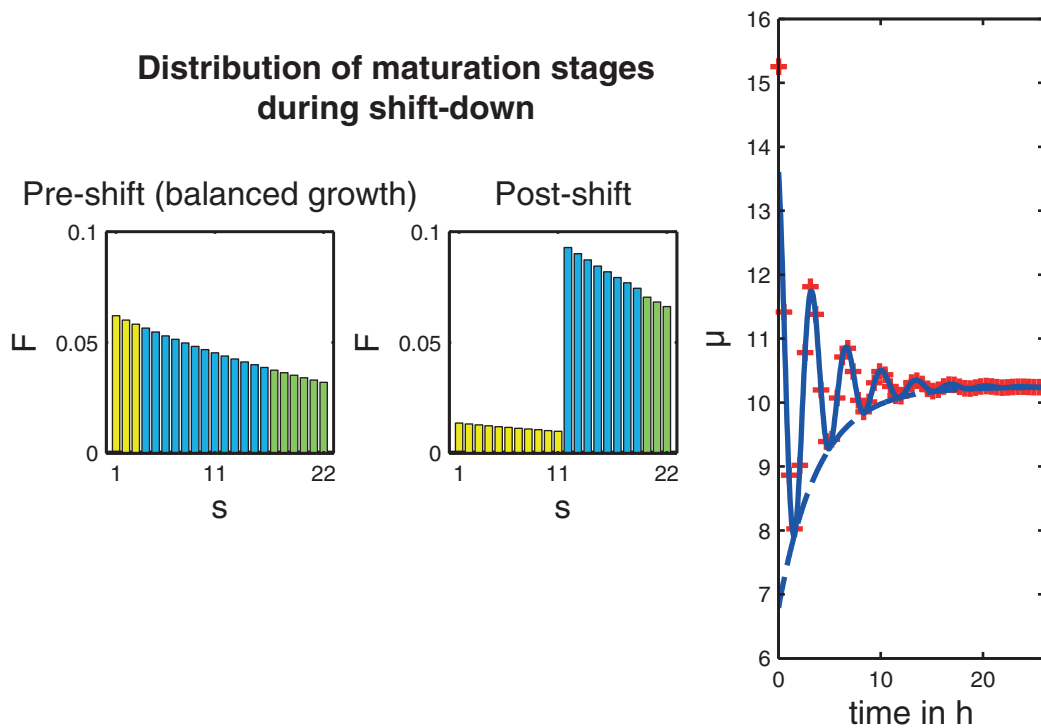 Distribution of maturation stages
during shift-down
Pre-shift (balanced growth)
0.1
0.05
0
F
1
11
22
s
Post-shift
0.1
0.05
0
F
1
11
22
s
16
15
14
13
12
11
10
9
8
7
6
µ
0
10
20
time in h